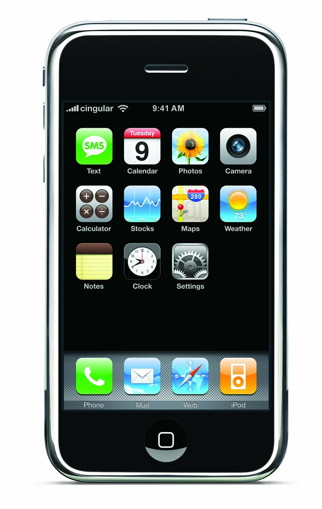 cingular 9:41 AM
SMS
Tuesday
9
280
73°
Text Calendar Photos Camera
Calculator Stocks Maps Weather
Notes Clock Settings
Phone Mail Web iPod